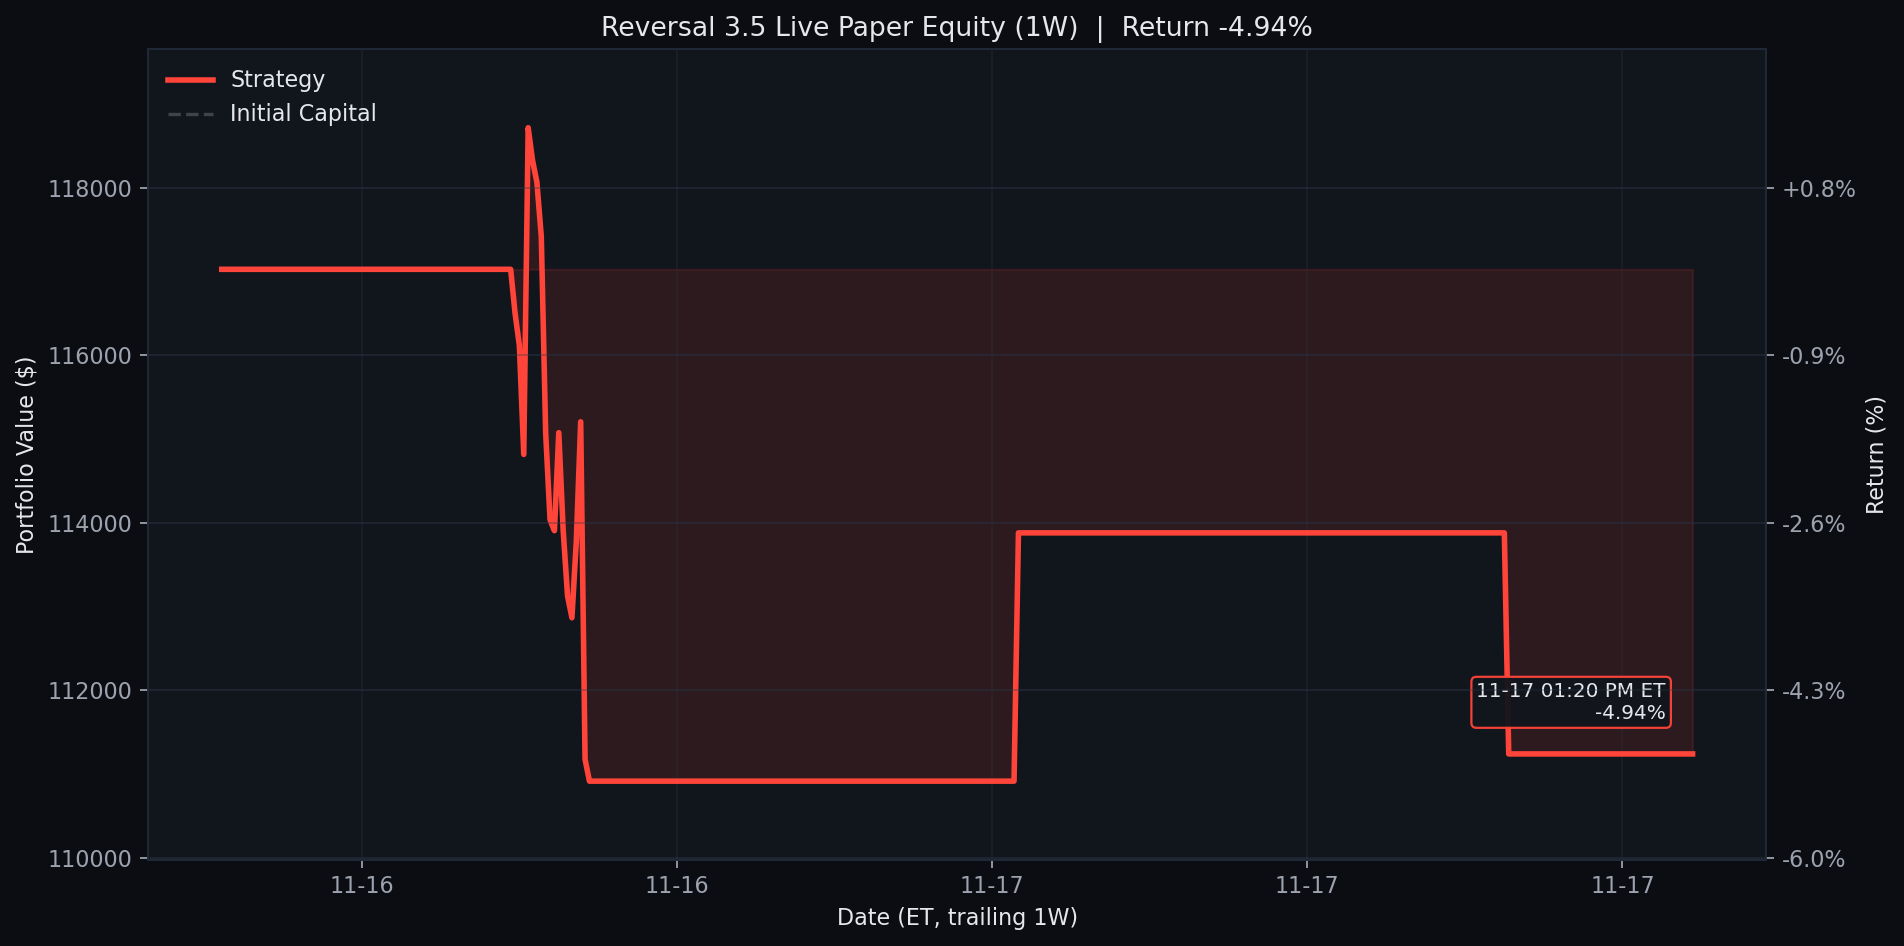 Reversal 3.5 Live Paper Equity (1W)  |  Return -4.94%
Strategy
Initial Capital
Portfolio Value ($)
118000
116000
114000
112000
110000
+0.8%
-0.9%
-2.6%
-4.3%
-6.0%
Return (%)
11-17 01:20 PM ET
-4.94%
11-16
11-16
11-17
11-17
11-17
Date (ET, trailing 1W)